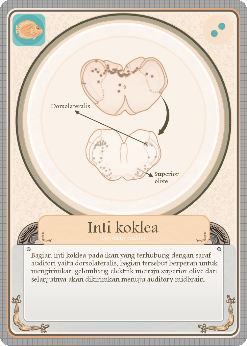 Dorsolateralis
Superior
olive
Inti koklea
Bagian inti koklea pada ikan yang terhubung dengan saraf
auditori yaitu dorsolateralis, bagian tersebut berperan untuk
mengirimkan gelombang elektrik menuju superior olive dan
selanjutnya akan dikirimkan menuju auditory midbrain.